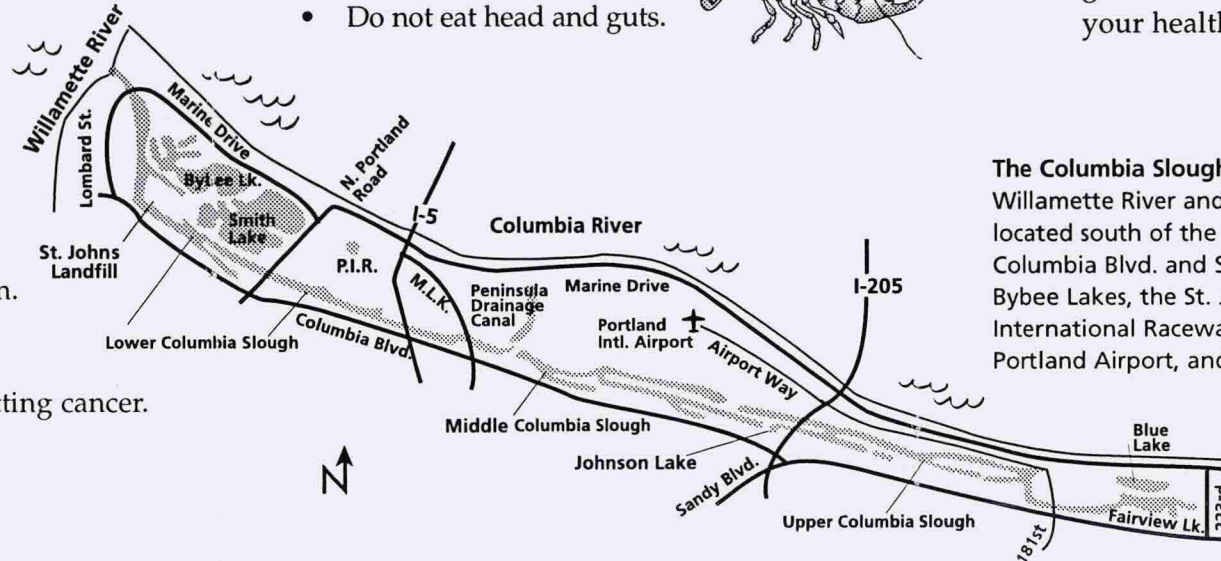 • Do not eat head and guts.
your health
Willamette River
Lombard St.
Marine Drive
ByLee Lk.
Smith
Lake
N. Portland
Road
I-5
Columbia River
St. Johns
Landfill
P.I.R.
M.L.K.
Peninsula
Drainage
Canal
Marine Drive
I-205
Portland
Intl. Airport
Airport Way
Lower Columbia Slough
Columbia Blvd.
n.
tting cancer.
Middle Columbia Slough
Johnson Lake
Sandy Blvd.
Upper Columbia Slough
Blue
Lake
Fairview Lk.
181st
N
The Columbia Slough
Willamette River and
located south of the
Columbia Blvd. and S
Bybee Lakes, the St.
International Racewa
Portland Airport, and